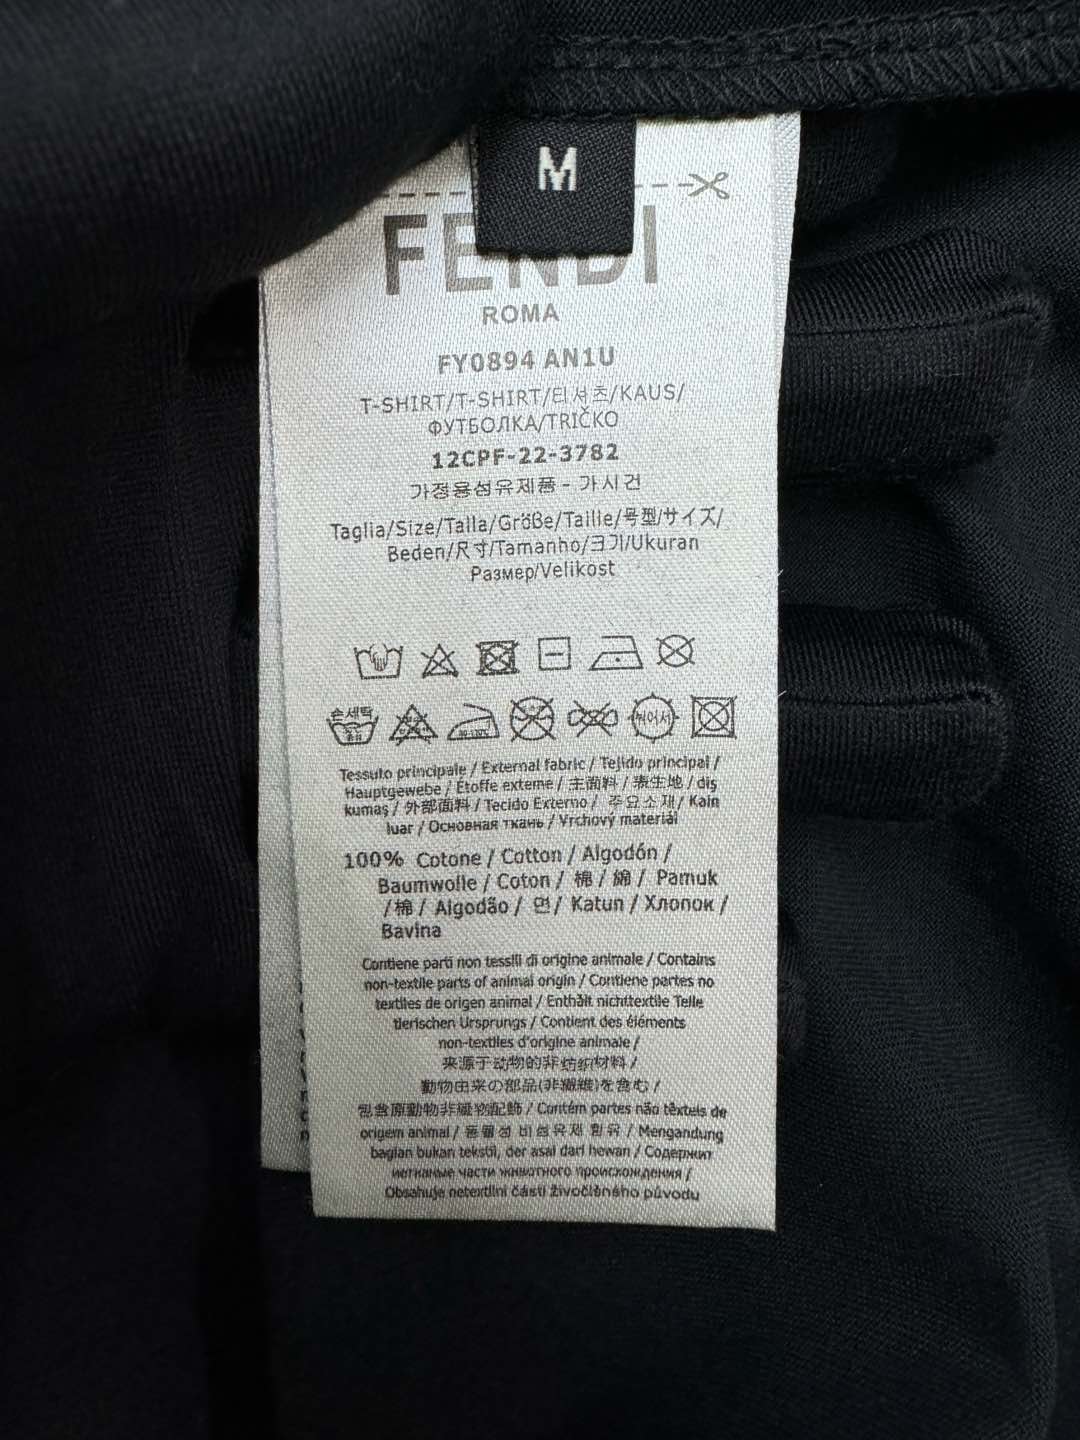 M
FENDI
ROMA
FY0894 AN1U
T-SHIRT/T-SHIRT/티셔츠/KAUS/
ФУТБОЛКА/TRIČKO
12CPF-22-3782
가정용섬유제품 - 가시건
Taglia/Size/Talla/Größe/Taille/号型/サイズ/
Beden/尺寸/Tamanho/크기/Ukuran
Размер/Velikost
손세탁
Tessuto principale / External fabric / Tejido principal /
Hauptgewebe / Etoffe externe / 主面料 / 表生地 / dış
kumaş / 外部面料 / Tecido Externo / 주요소재 / Kain
luar / Основная ткань / Vrchový materiál
100% Cotone / Cotton / Algodón /
Baumwolle / Coton / 棉 / 綿 / Pamuk
/ 棉 / Algodão / 면 / Katun / Хлопок /
Bavina
Contiene parti non tessili di origine animale / Contains
non-textile parts of animal origin / Contiene partes no
textiles de origen animal / Enthält nichttextile Teile
tierischen Ursprungs / Contient des éléments
non-textiles d'origine animale /
来源于动物的非纺织材料 /
動物由来の部品(非繊維)を含む /
包含原動物非織物配飾 / Contém partes não têxteis de
origem animal / 동물성 비섬유제 함유 / Mengandung
bagian bukan tekstil, der asal dari hewan / Содержит
нетканые части животного происхождения /
Obsahuje netextilní části živočišného původu